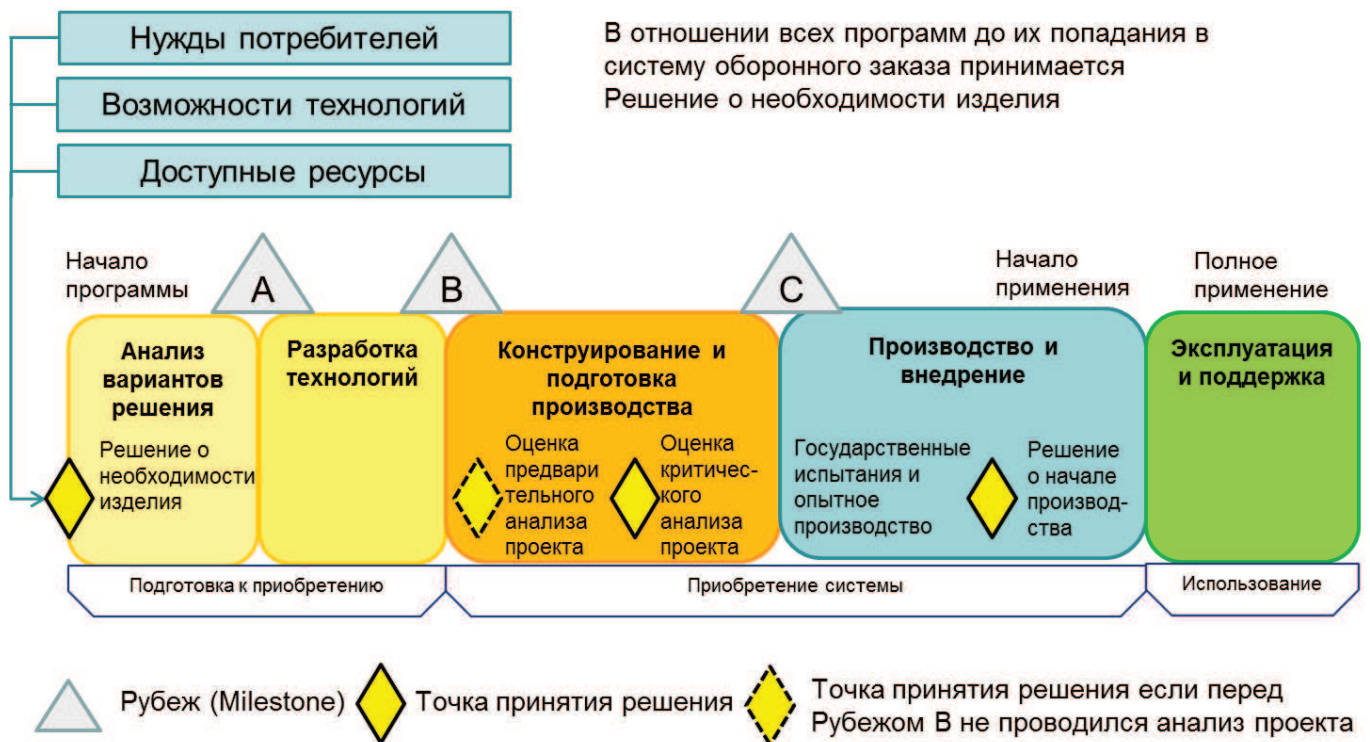 Нужды потребителей
Возможности технологий
Доступные ресурсы
В отношении всех программ до их попадания в
систему оборонного заказа принимается
Решение о необходимости изделия
Начало
программы
A
B
C
Начало
применения
Полное
применение
Анализ
вариантов
решения
Решение о
необходимости
изделия
Разработка
технологий
Конструирование и
подготовка
производства
Оценка
предвари
тельного
анализа
проекта
Оценка
критичес-
кого
анализа
проекта
Производство и
внедрение
Государственные
испытания и
опытное
производство
Решение
о начале
производ-
ства
Эксплуатация
и поддержка
Подготовка к приобретению
Приобретение системы
Использование
Рубеж (Milestone)
Точка принятия решения
Точка принятия решения если перед
Рубежом В не проводился анализ проекта